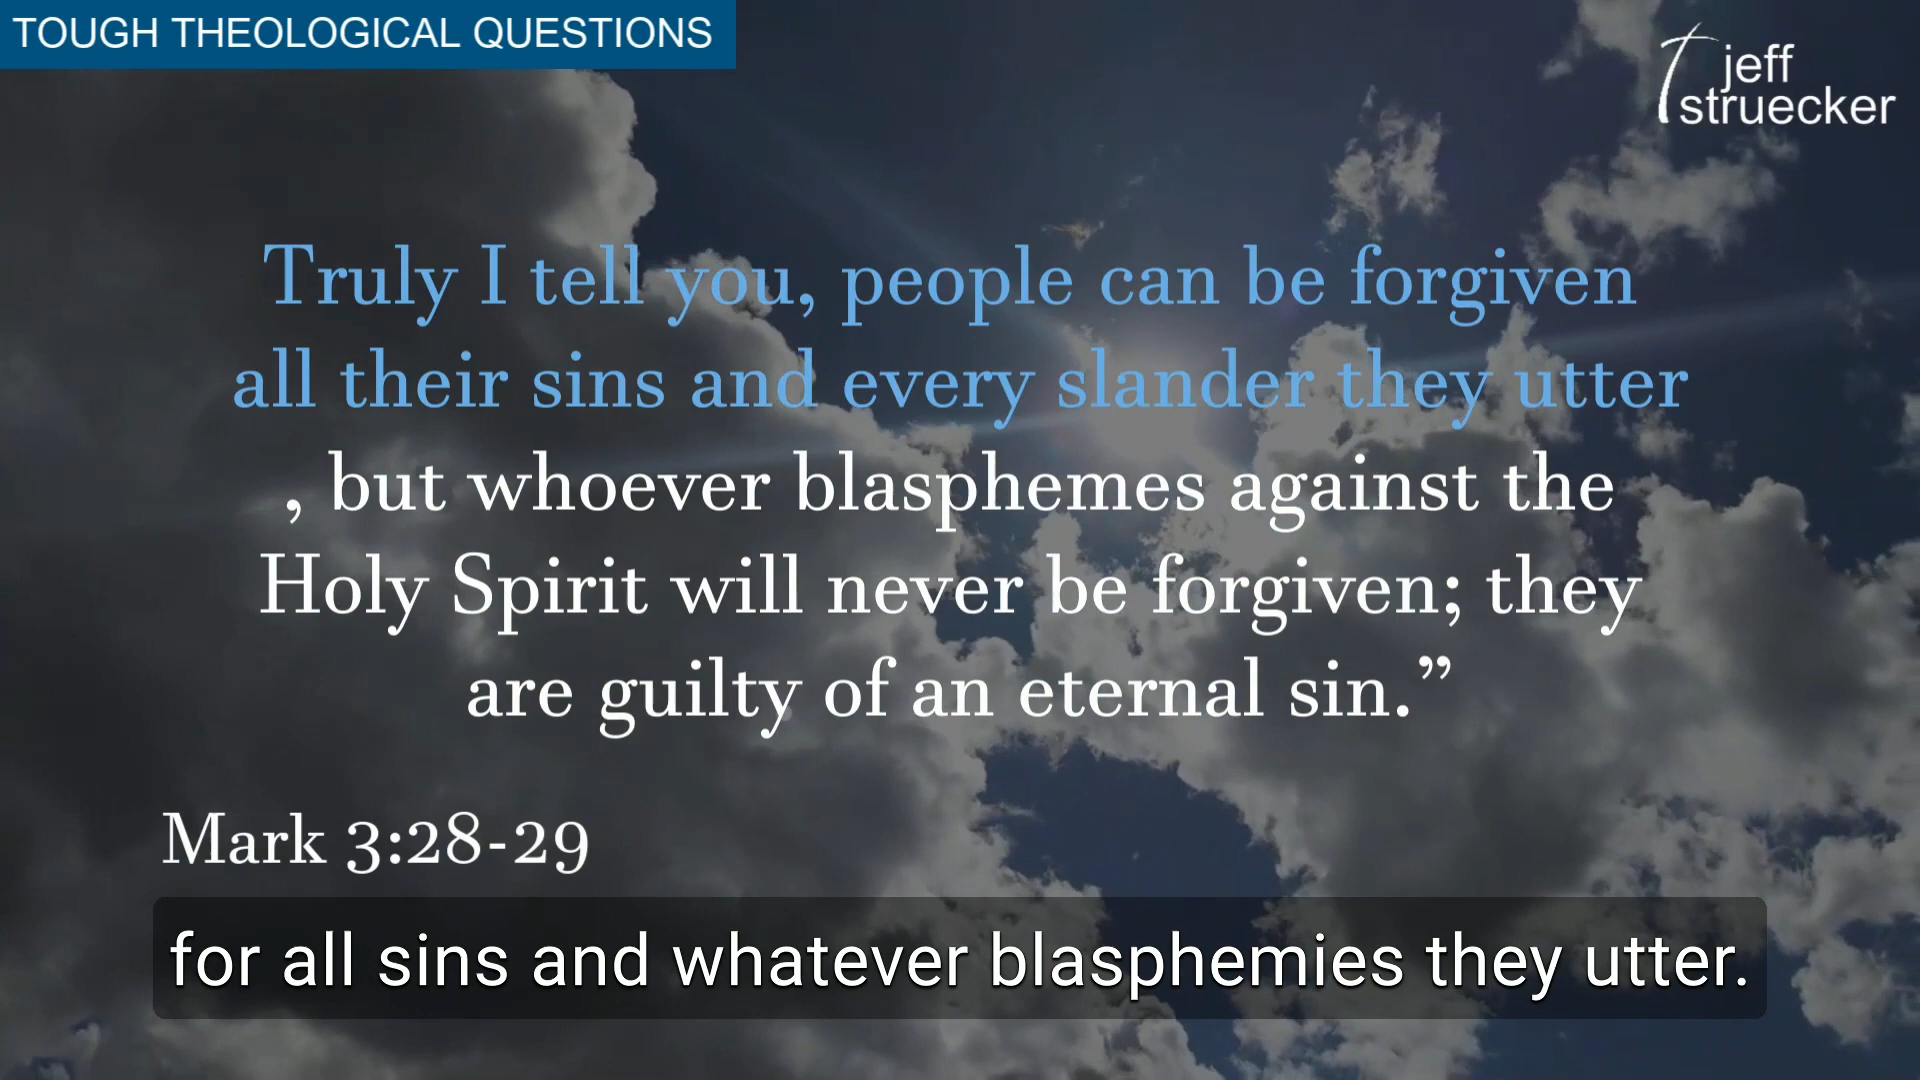 TOUGH THEOLOGICAL QUESTIONS
jeff
struecker
Truly I tell you, people can be forgiven
all their sins and every slander they utter
, but whoever blasphemes against the
Holy Spirit will never be forgiven; they
are guilty of an eternal sin.”
Mark 3:28-29
for all sins and whatever blasphemies they utter.